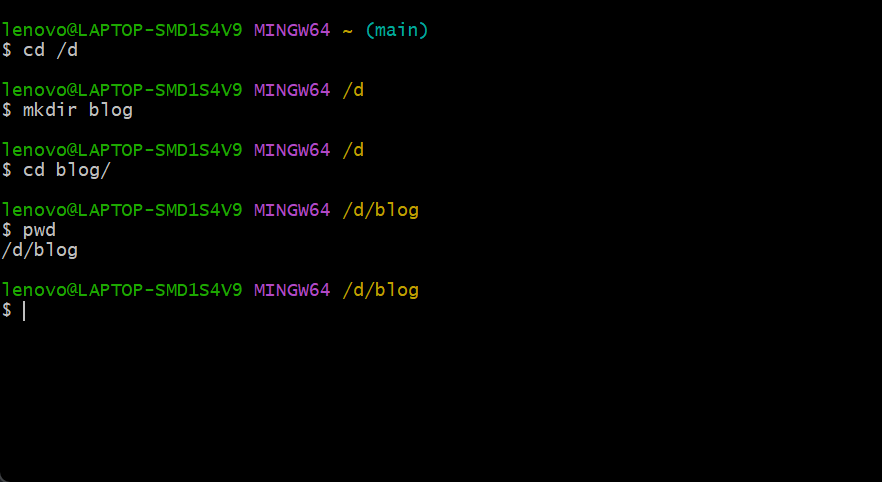 lenovo@LAPTOP-SMD1S4V9 MINGW64 ~ (main)
$ cd /d
lenovo@LAPTOP-SMD1S4V9 MINGW64 /d
$ mkdir blog
lenovo@LAPTOP-SMD1S4V9 MINGW64 /d
$ cd blog/
lenovo@LAPTOP-SMD1S4V9 MINGW64 /d/blog
$ pwd
/d/blog
lenovo@LAPTOP-SMD1S4V9 MINGW64 /d/blog
$